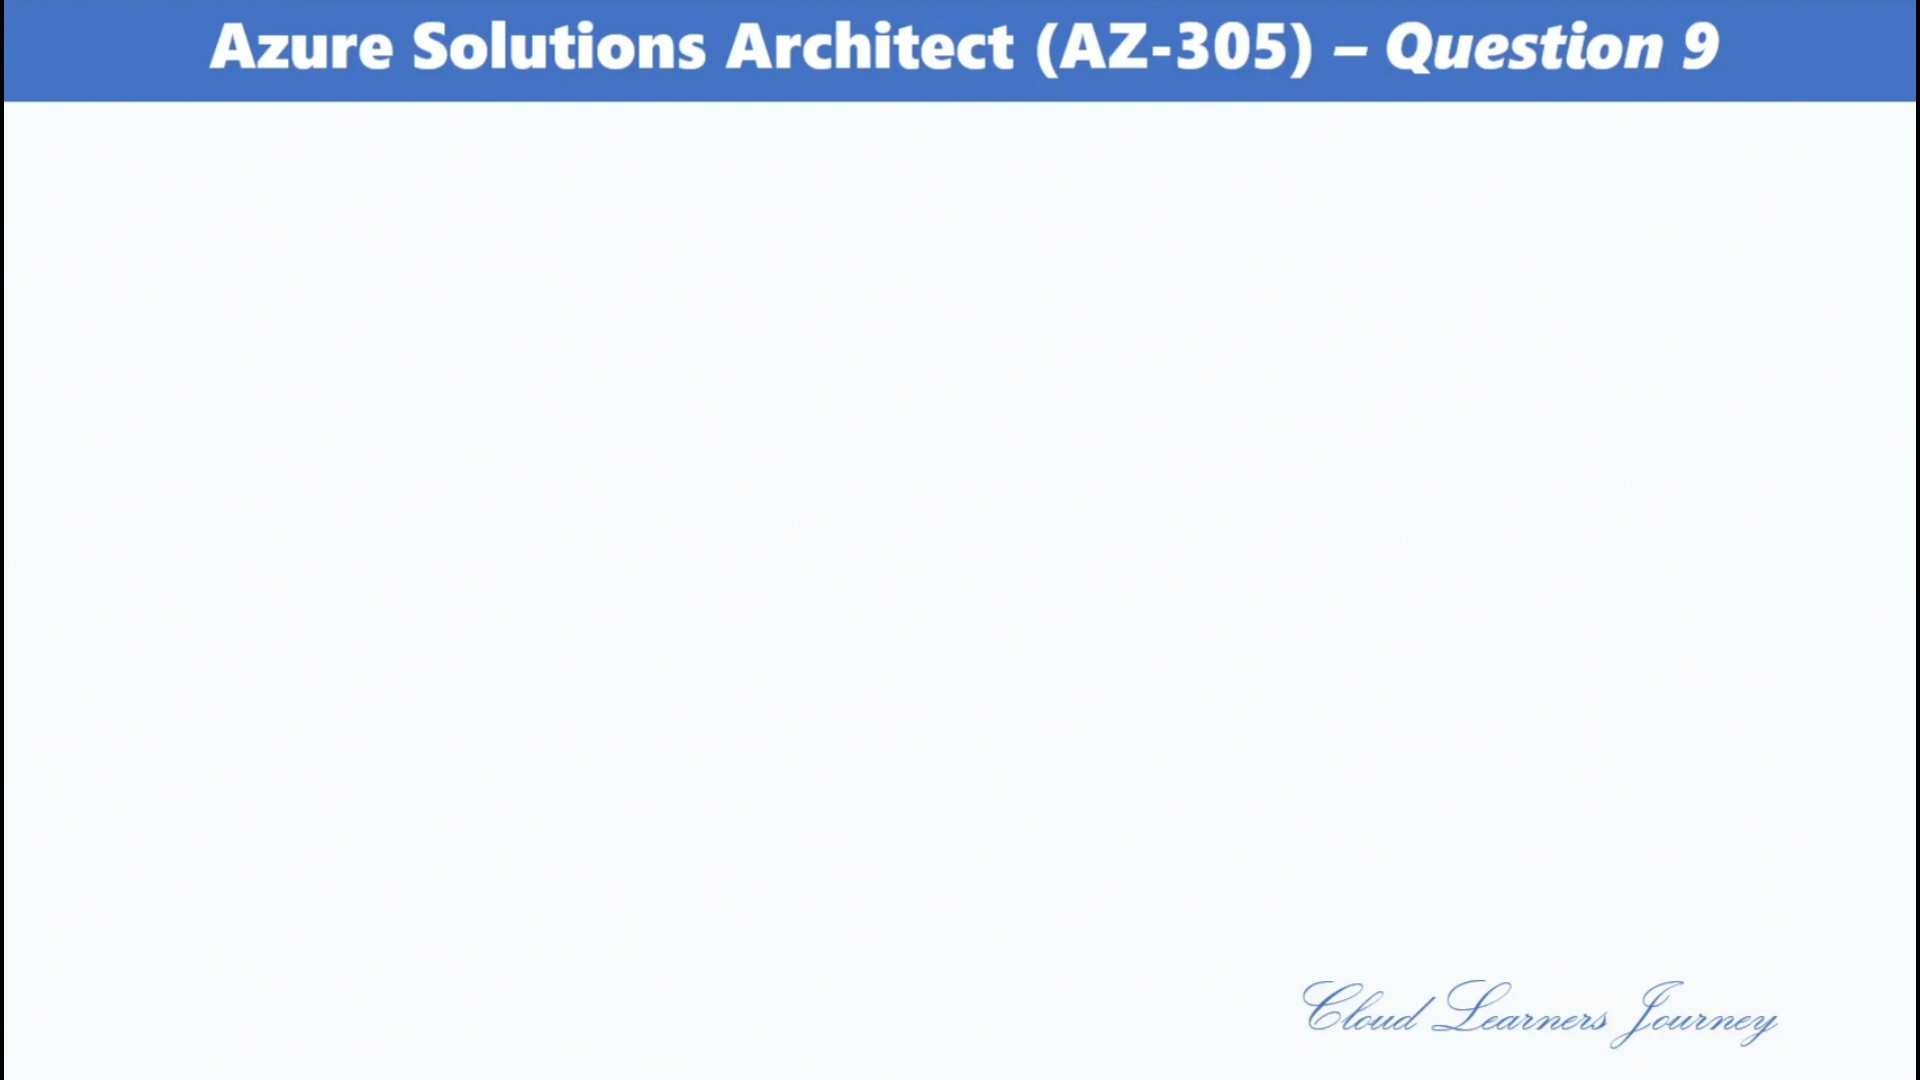 Azure Solutions Architect (AZ-305) – Question 9
Cloud Learners Journey